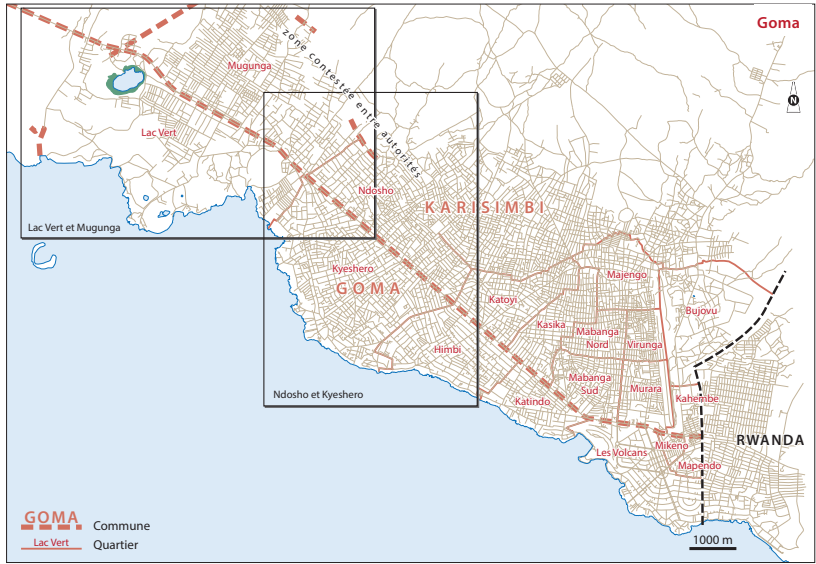 Goma
N
zone contestée entre autorités
Mugunga
Lac Vert
Ndosho
KARISIMBI
Lac Vert et Mugunga
Kyeshero
GOMA
Majengo
Katoyi
Bujovu
Kasika
Mabanga
Nord
Virunga
Himbi
Mabanga
Sud
Murara
Ndosho et Kyeshero
Katindo
Kahembe
RWANDA
Mikeno
Les Volcans
Mapendo
GOMA
Commune
Lac Vert
Quartier
1000 m